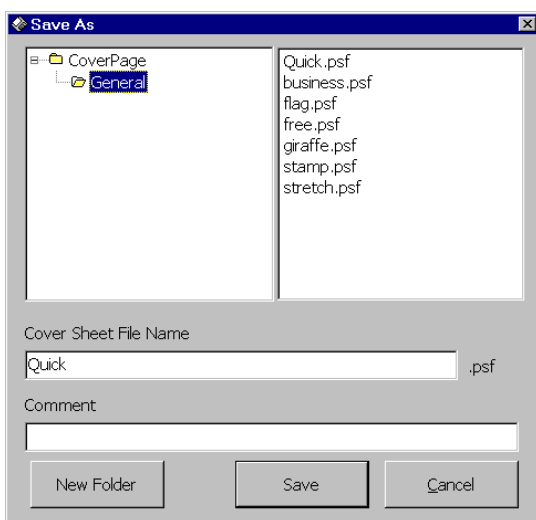 Save As
CoverPage
General
Quick.psf
business.psf
flag.psf
free.psf
giraffe.psf
stamp.psf
stretch.psf
Cover Sheet File Name
Quick .psf
Comment
New Folder Save Cancel